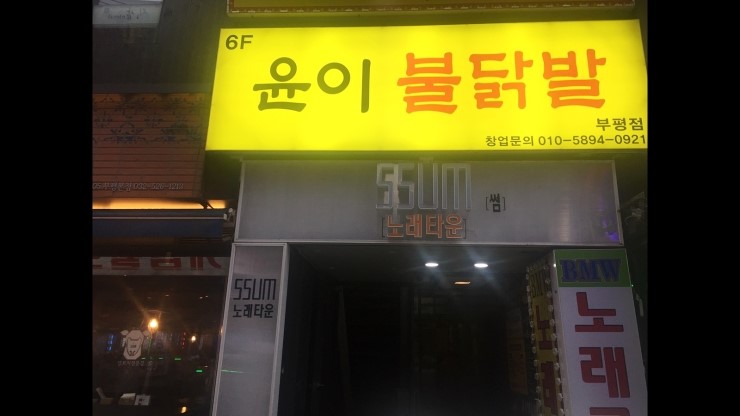 6F
윤이 불닭발
부평점
창업문의 010-5894-0921
SSUM [쌈]
[노래타운]
SSUM
노래타운
BMW
노래